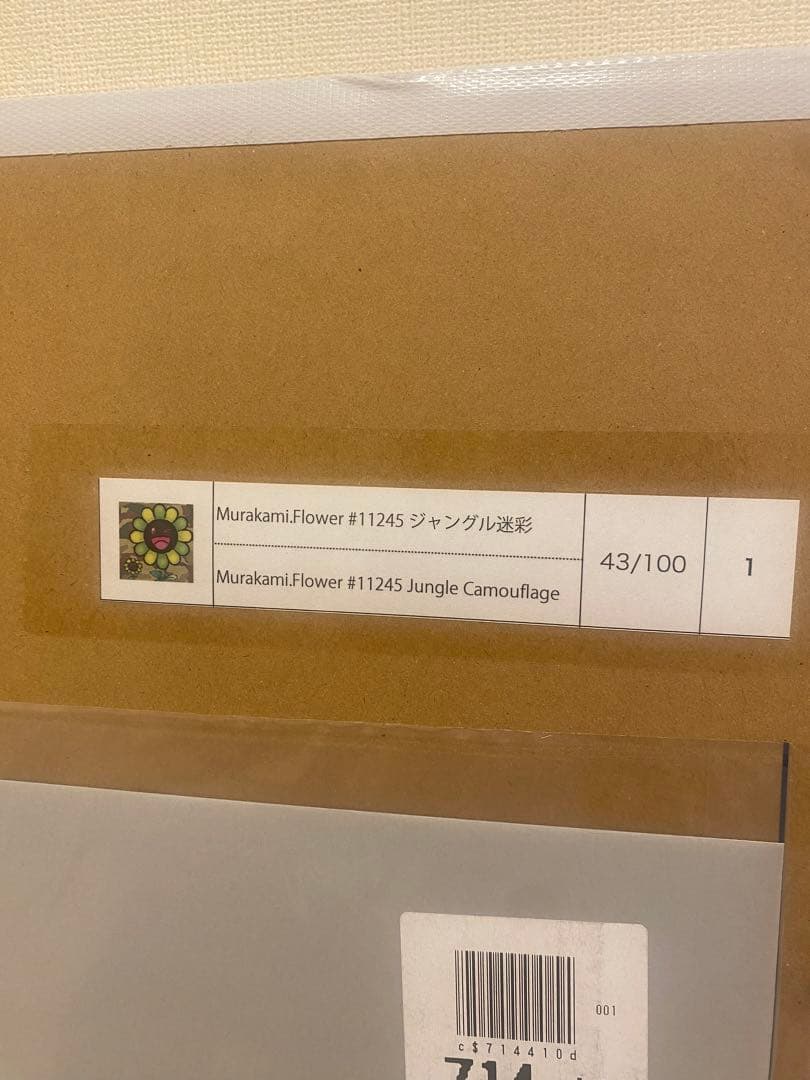 Murakami.Flower #11245 ジャングル迷彩
Murakami.Flower #11245 Jungle Camouflage
43/100
1
001
c$714410d